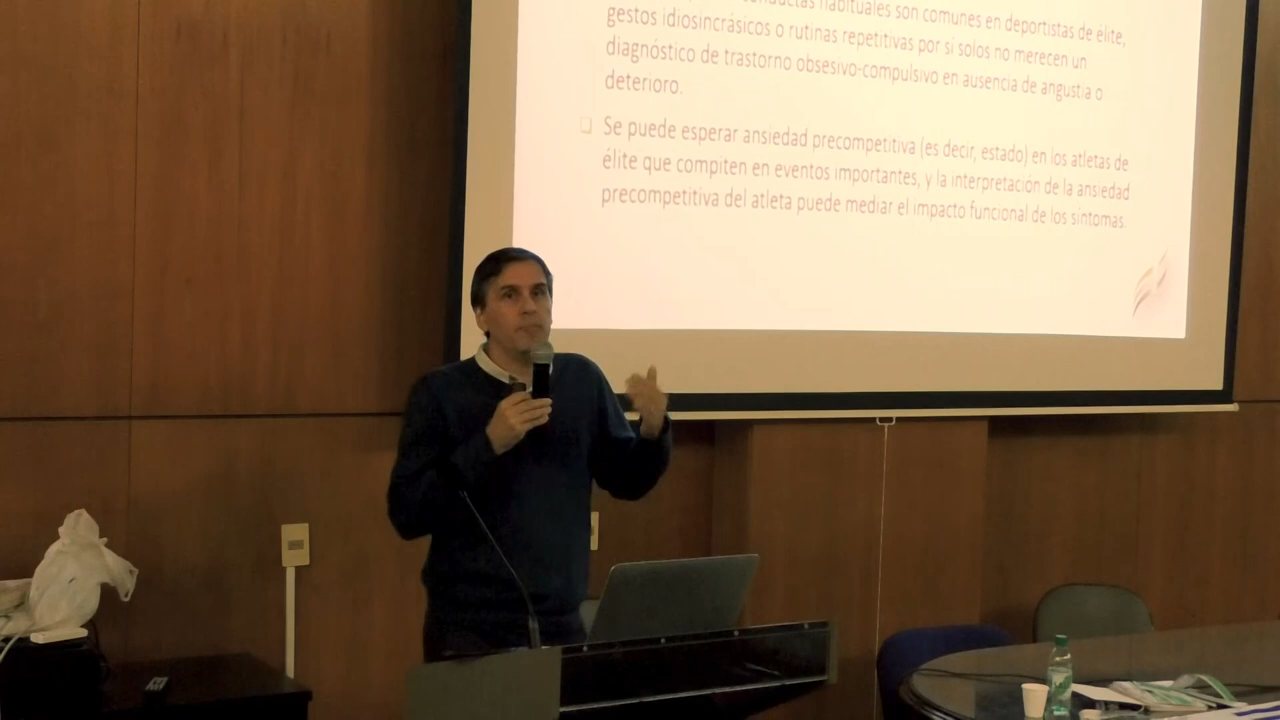 conductas habituales son comunes en deportistas de élite,
gestos idiosincrásicos o rutinas repetitivas por sí solos no merecen un
diagnóstico de trastorno obsesivo-compulsivo en ausencia de angustia o
deterioro.
Se puede esperar ansiedad precompetitiva (es decir, estado) en los atletas de
élite que compiten en eventos importantes, y la interpretación de la ansiedad
precompetitiva del atleta puede mediar el impacto funcional de los síntomas.